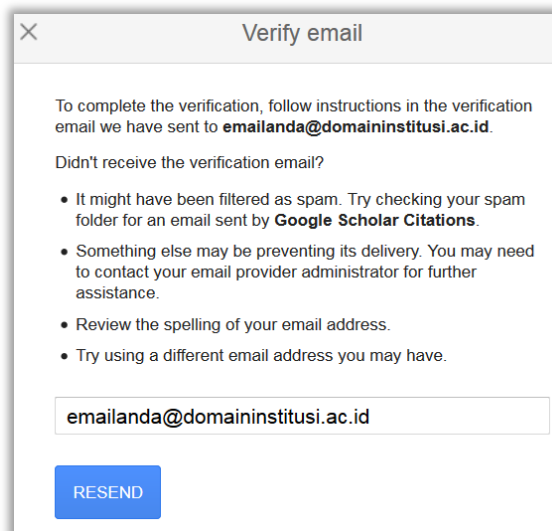 Verify email
To complete the verification, follow instructions in the verification
email we have sent to emailanda@domaininstitusi.ac.id.
Didn't receive the verification email?
• It might have been filtered as spam. Try checking your spam
folder for an email sent by Google Scholar Citations.
• Something else may be preventing its delivery. You may need
to contact your email provider administrator for further
assistance.
• Review the spelling of your email address.
• Try using a different email address you may have.
emailanda@domaininstitusi.ac.id
RESEND